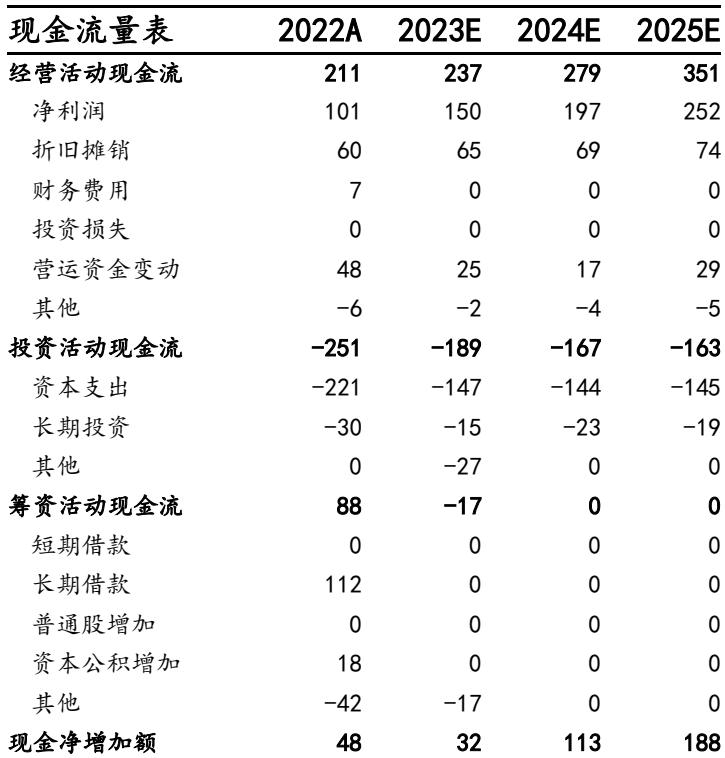 现金流量表 2022A 2023E 2024E 2025E
经营活动现金流 211 237 279 351
净利润 101 150 197 252
折旧摊销 60 65 69 74
财务费用 7 0 0 0
投资损失 0 0 0 0
营运资金变动 48 25 17 29
其他 -6 -2 -4 -5
投资活动现金流 -251 -189 -167 -163
资本支出 -221 -147 -144 -145
长期投资 -30 -15 -23 -19
其他 0 -27 0 0
筹资活动现金流 88 -17 0 0
短期借款 0 0 0 0
长期借款 112 0 0 0
普通股增加 0 0 0 0
资本公积增加 18 0 0 0
其他 -42 -17 0 0
现金净增加额 48 32 113 188